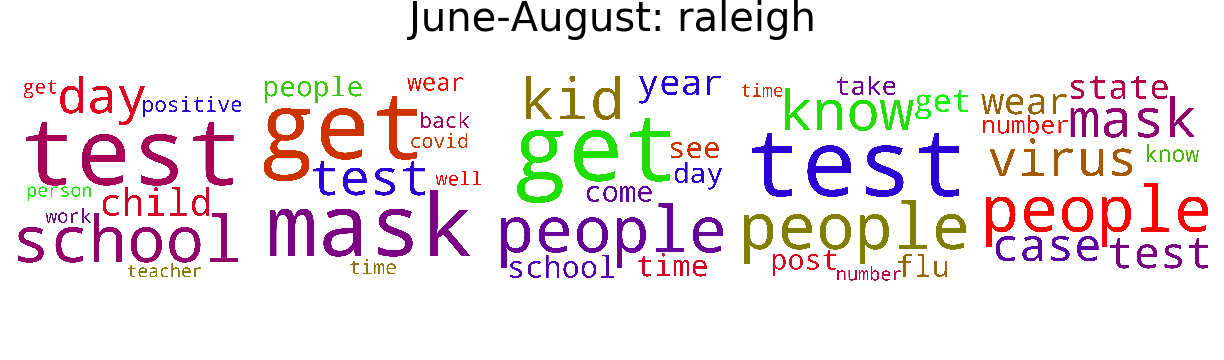 June-August: raleigh
get day positive
test
person child
work
school
teacher
people wear
get back
covid
test well
mask
time
kid year
get see
day
come
people
school time
time take
know get
test
people
post flu
number
wear state
number mask
virus know
people
case test